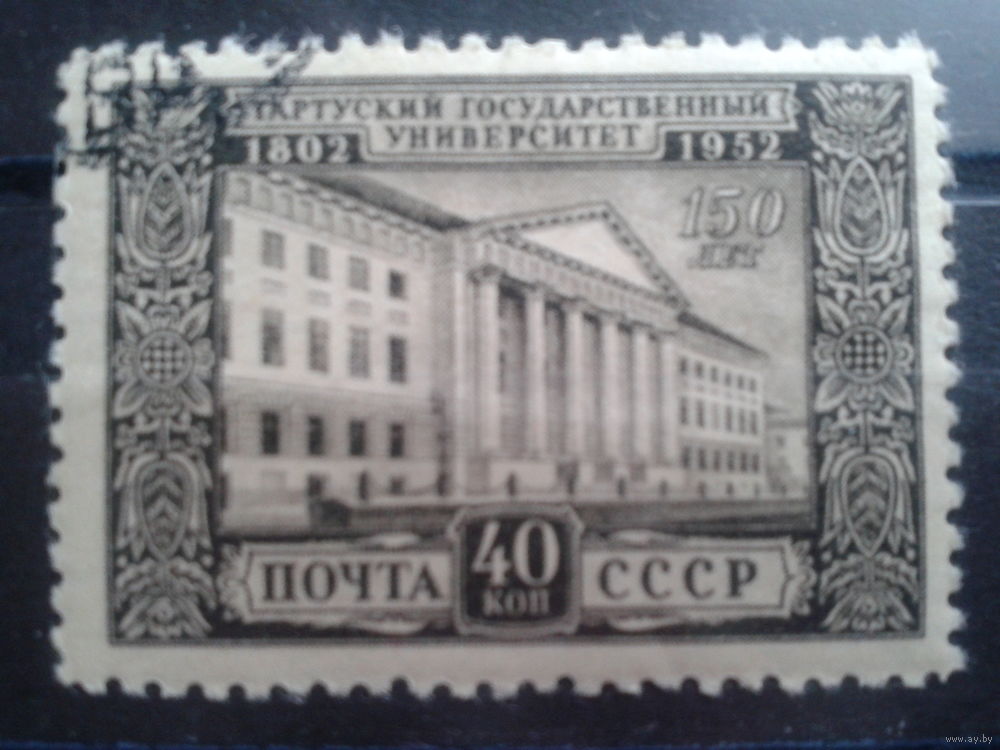 ТАРТУСКИЙ ГОСУДАРСТВЕННЫЙ
УНИВЕРСИТЕТ
1802 1952
150
ЛЕТ
ПОЧТА 40 СССР
КОП
www.ay.by